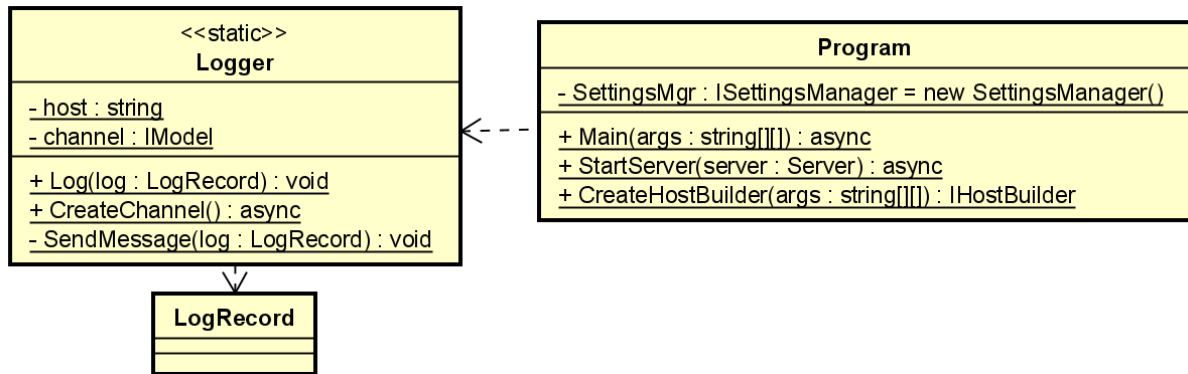 <<static>>
Logger
- host : string
- channel : IModel
+ Log(log : LogRecord) : void
+ CreateChannel() : async
- SendMessage(log : LogRecord) : void
Program
- SettingsMgr : ISettingsManager = new SettingsManager()
+ Main(args : string[][]) : async
+ StartServer(server : Server) : async
+ CreateHostBuilder(args : string[][]) : IHostBuilder
LogRecord